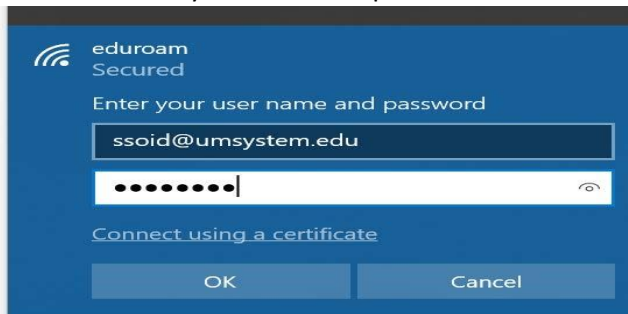 eduroam
Secured
Enter your user name and password
ssoid@umsystem.edu
●●●●●●●●
Connect using a certificate
OK Cancel